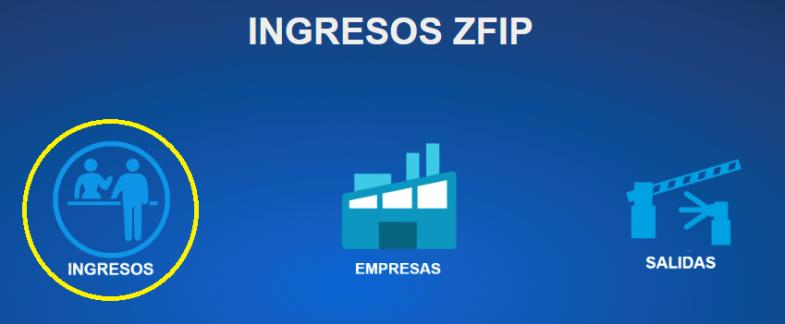 INGRESOS ZFIP
INGRESOS
EMPRESAS
SALIDAS